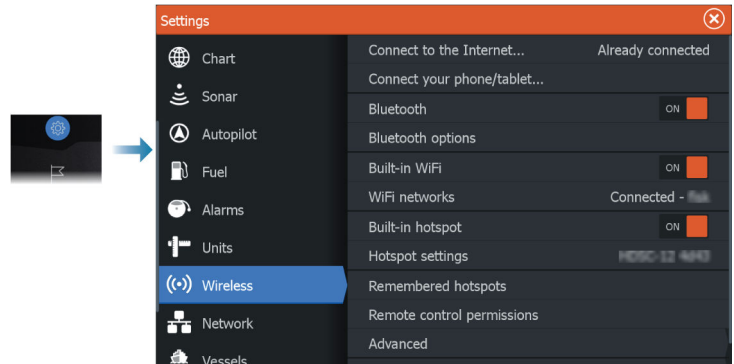 Settings
Chart
Sonar
Autopilot
Fuel
Alarms
Units
Wireless
Network
Vessels
Connect to the Internet... Already connected
Connect your phone/tablet...
Bluetooth ON
Bluetooth options
Built-in WiFi ON
WiFi networks Connected -
Built-in hotspot ON
Hotspot settings
Remembered hotspots
Remote control permissions
Advanced